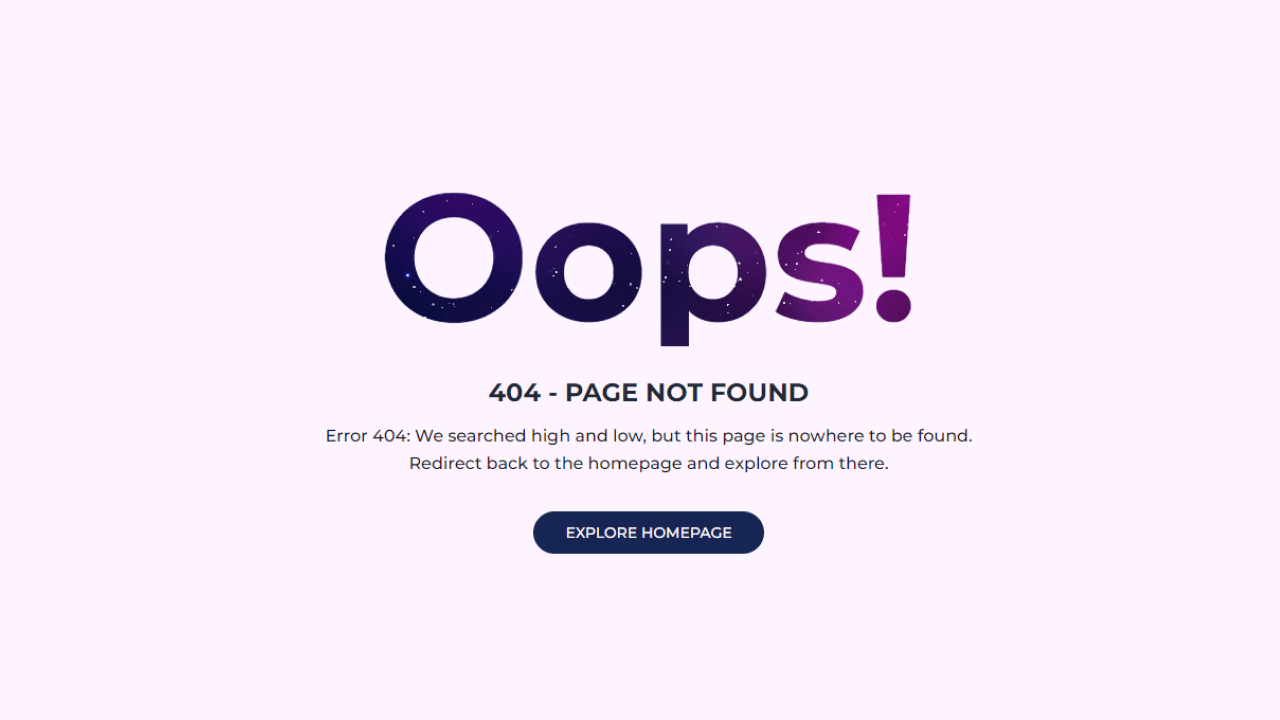 Oops!
404 - PAGE NOT FOUND
Error 404: We searched high and low, but this page is nowhere to be found.
Redirect back to the homepage and explore from there.
EXPLORE HOMEPAGE